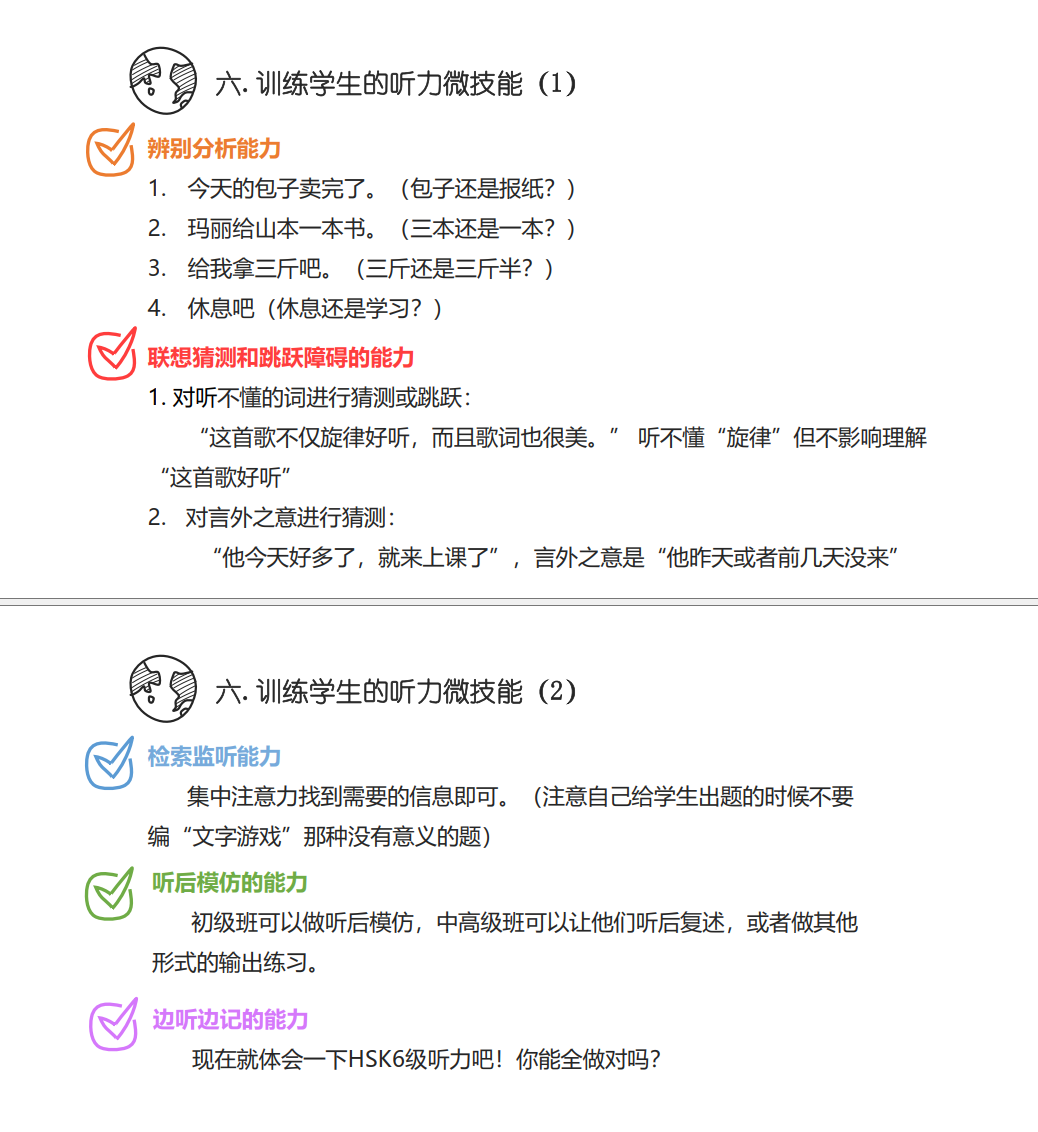 六. 训练学生的听力微技能（1）
辨别分析能力
1. 今天的包子卖完了。（包子还是报纸？）
2. 玛丽给山本一本书。（三本还是一本？）
3. 给我拿三斤吧。（三斤还是三斤半？）
4. 休息吧（休息还是学习？）
联想猜测和跳跃障碍的能力
1. 对听不懂的词进行猜测或跳跃：
“这首歌不仅旋律好听，而且歌词也很美。” 听不懂“旋律”但不影响理解
“这首歌好听”
2. 对言外之意进行猜测：
“他今天好多了，就来上课了”，言外之意是“他昨天或者前几天没来”
六. 训练学生的听力微技能（2）
检索监听能力
集中注意力找到需要的信息即可。（注意自己给学生出题的时候不要
编“文字游戏”那种没有意义的题）
听后模仿的能力
初级班可以做听后模仿，中高级班可以让他们听后复述，或者做其他
形式的输出练习。
边听边记的能力
现在就体会一下HSK6级听力吧！你能全做对吗？